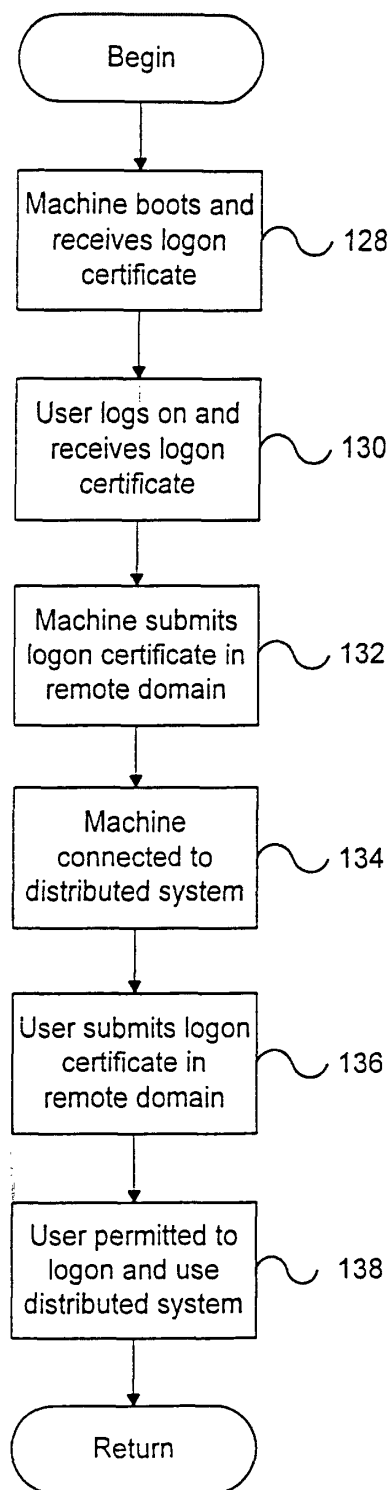 Begin
Machine boots and
receives logon
certificate
128
User logs on and
receives logon
certificate
130
Machine submits
logon certificate in
remote domain
132
Machine
connected to
distributed system
134
User submits logon
certificate in
remote domain
136
User permitted to
logon and use
distributed system
138
Return